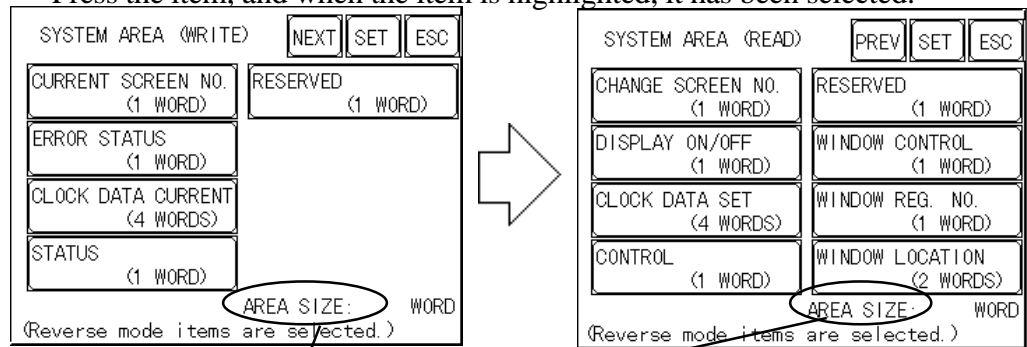 Press the item, and when the item is highlighted, it has been selected.
SYSTEM AREA (WRITE) NEXT SET ESC
CURRENT SCREEN NO. (1 WORD)
RESERVED (1 WORD)
ERROR STATUS (1 WORD)
CLOCK DATA CURRENT (4 WORDS)
STATUS (1 WORD)
AREA SIZE: WORD
(Reverse mode items are selected.)
SYSTEM AREA (READ) PREV SET ESC
CHANGE SCREEN NO. (1 WORD)
RESERVED (1 WORD)
DISPLAY ON/OFF (1 WORD)
WINDOW CONTROL (1 WORD)
CLOCK DATA SET (4 WORDS)
WINDOW REG. NO. (1 WORD)
CONTROL (1 WORD)
WINDOW LOCATION (2 WORDS)
AREA SIZE: WORD
(Reverse mode items are selected.)